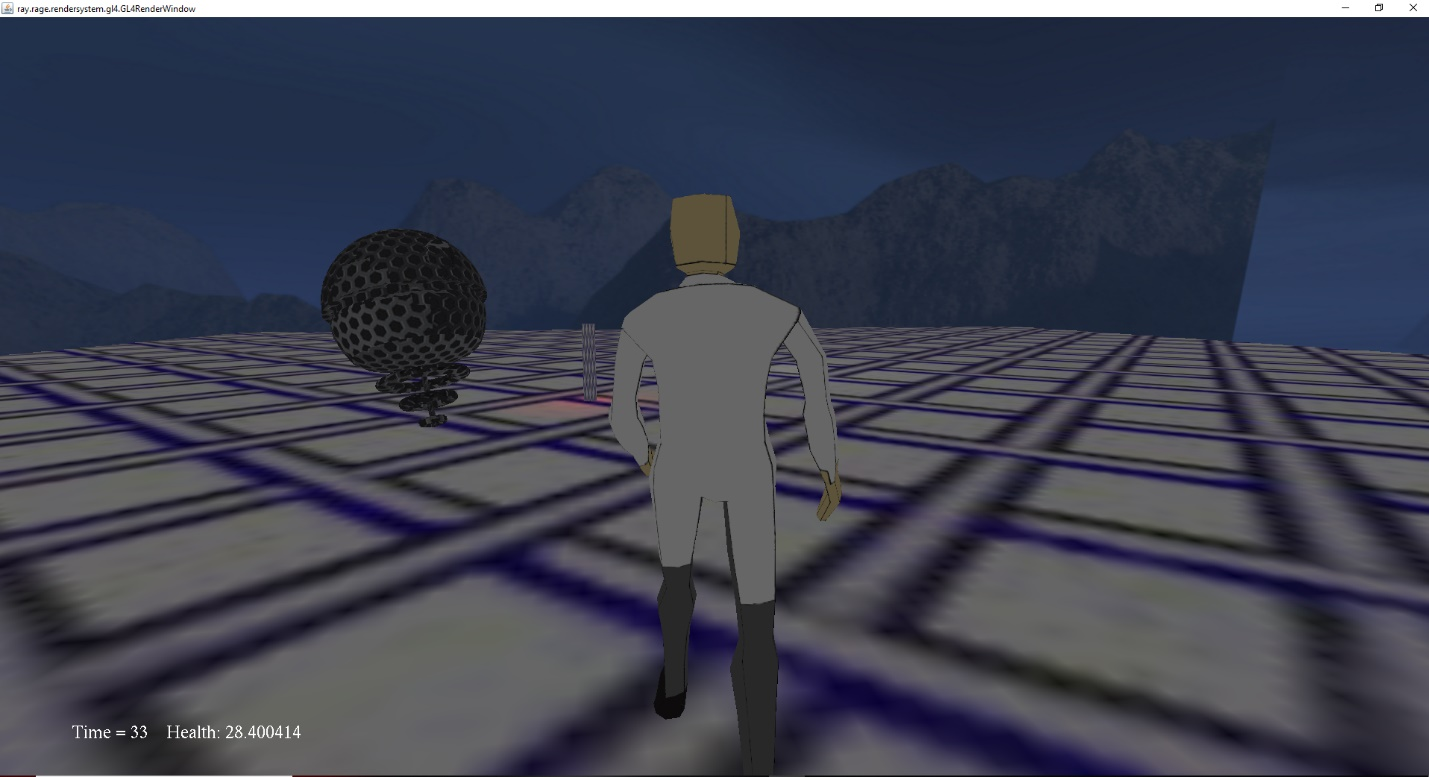 ray.rage.rendersystem.gl4.GL4RenderWindow
Time = 33    Health: 28.400414